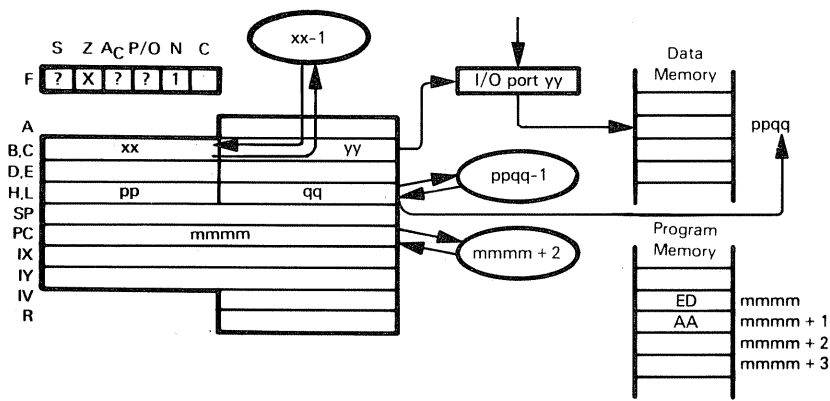 xx-1
S Z AC P/O N C
F ? X ? ? 1
I/O port yy
Data
Memory
ppqq
A
B,C xx yy
D,E
H,L pp qq
ppqq-1
SP
PC mmmm
mmmm + 2
IX
IY
IV
R
Program
Memory
ED mmmm
AA mmmm + 1
mmmm + 2
mmmm + 3